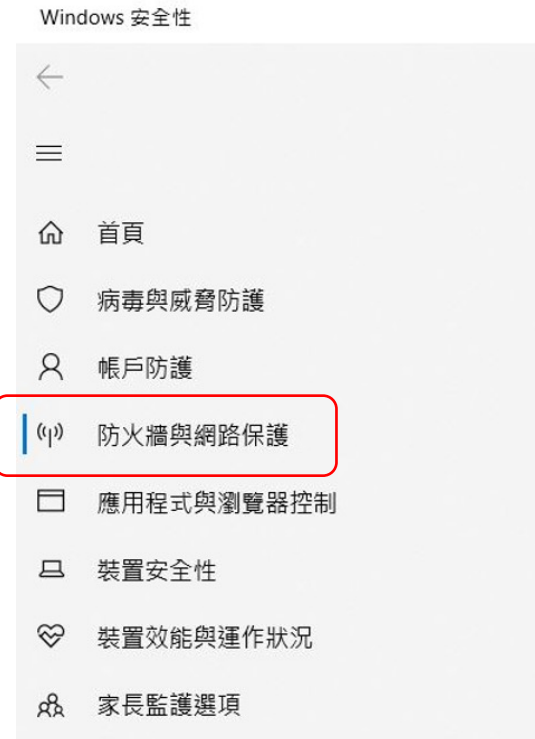 Windows 安全性
首頁
病毒與威脅防護
帳戶防護
防火牆與網路保護
應用程式與瀏覽器控制
裝置安全性
裝置效能與運作狀況
家長監護選項